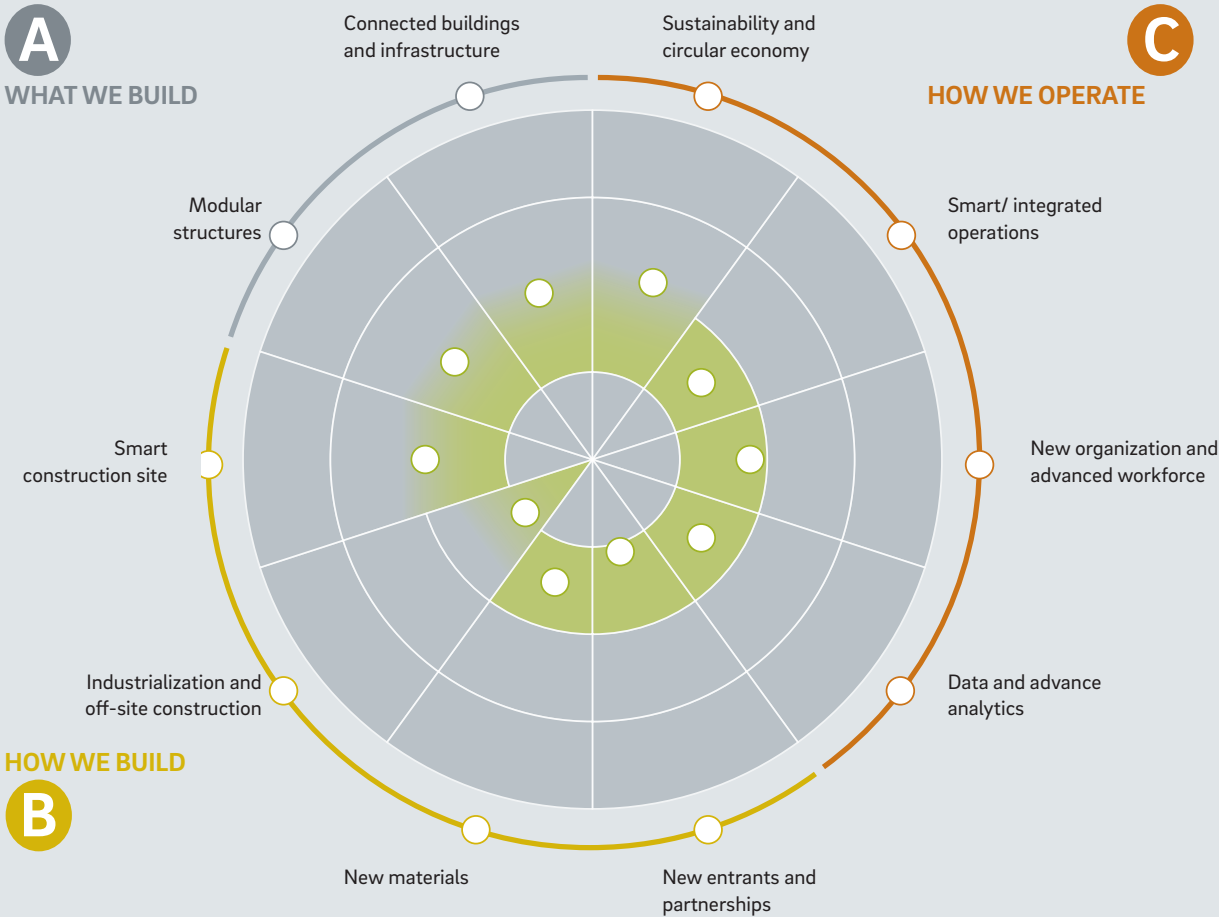 A
WHAT WE BUILD
Connected buildings
and infrastructure
Sustainability and
circular economy
C
HOW WE OPERATE
Modular
structures
Smart/ integrated
operations
Smart
construction site
New organization and
advanced workforce
Industrialization and
off-site construction
Data and advance
analytics
HOW WE BUILD
B
New materials
New entrants and
partnerships